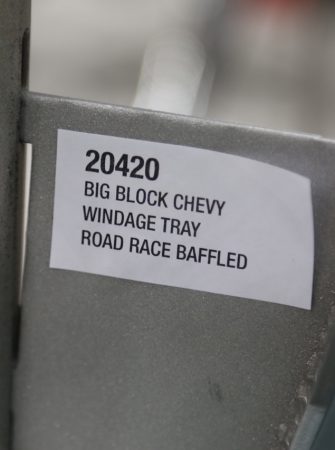 20420
BIG BLOCK CHEVY
WINDAGE TRAY
ROAD RACE BAFFLED